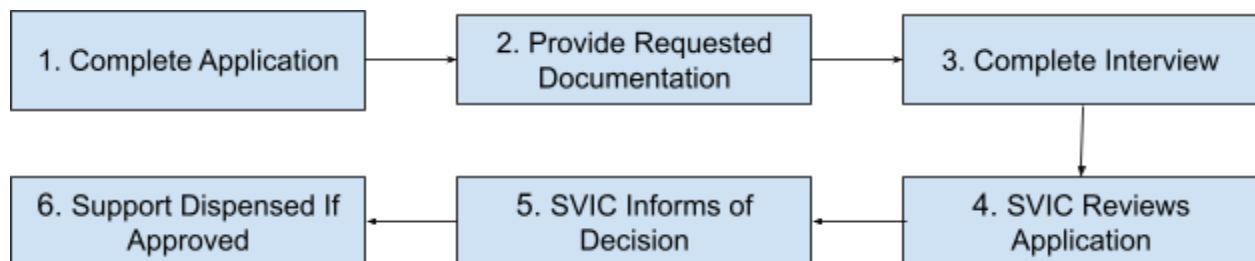 1. Complete Application
2. Provide Requested
Documentation
3. Complete Interview
4. SVIC Reviews
Application
5. SVIC Informs of
Decision
6. Support Dispensed If
Approved